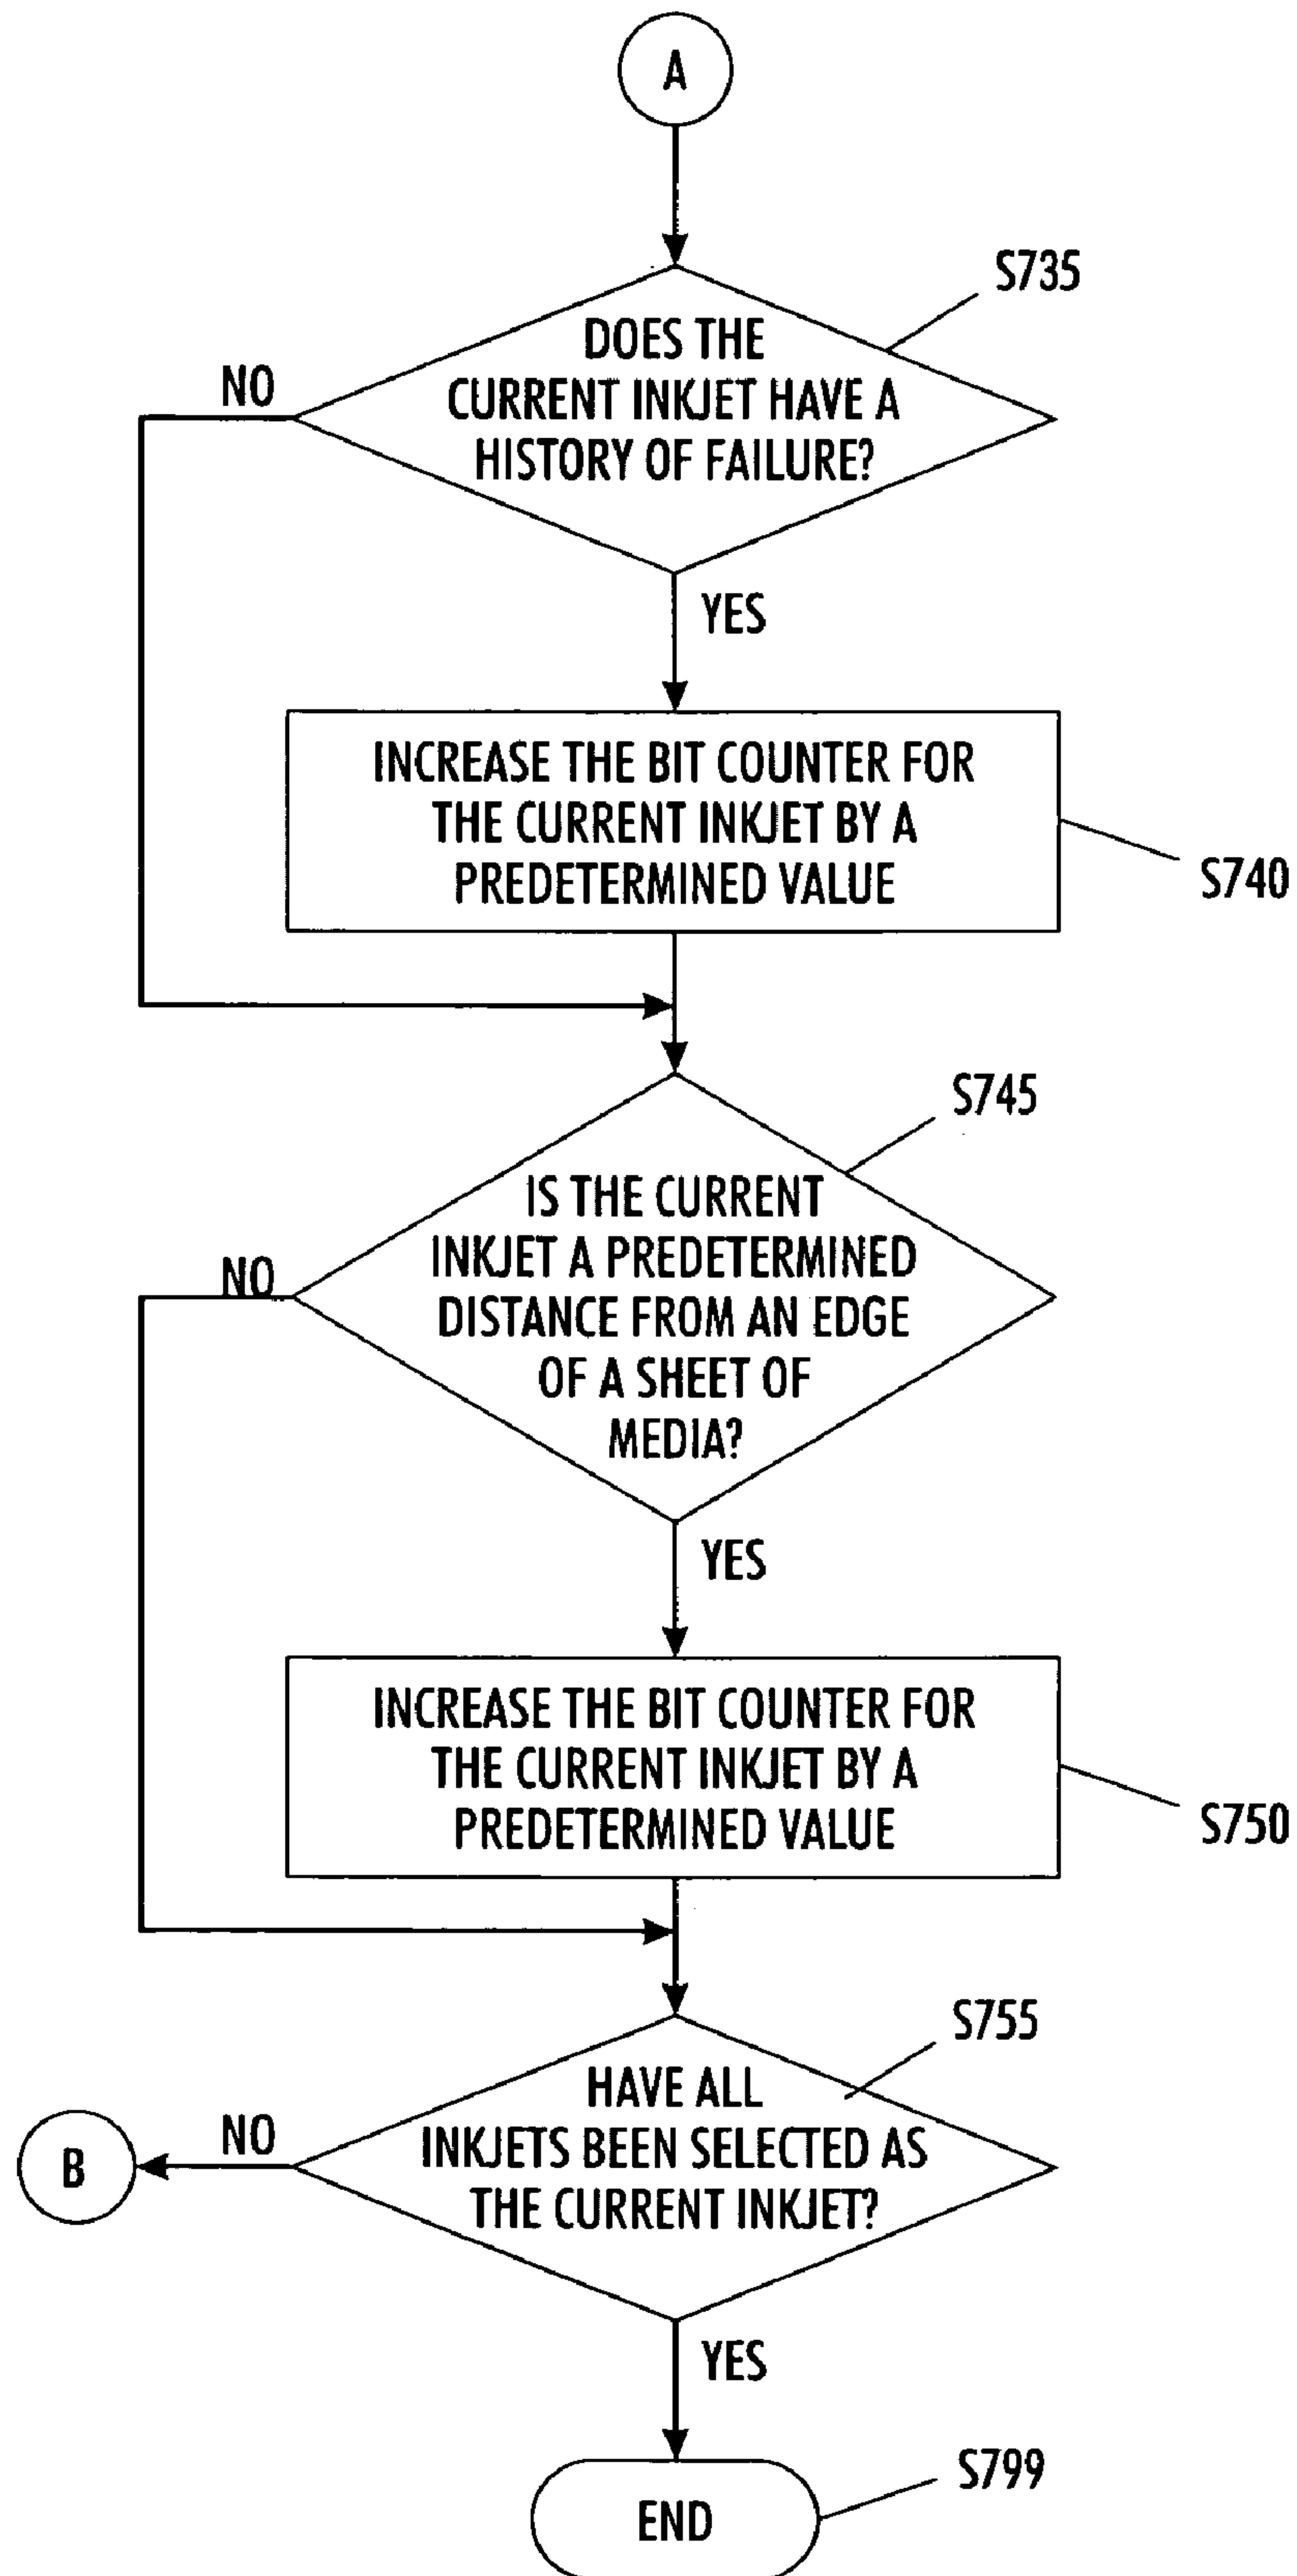 A
S735
DOES THE
CURRENT INKJET HAVE A
HISTORY OF FAILURE?
NO
YES
INCREASE THE BIT COUNTER FOR
THE CURRENT INKJET BY A
PREDETERMINED VALUE
S740
S745
IS THE CURRENT
INKJET A PREDETERMINED
DISTANCE FROM AN EDGE
OF A SHEET OF
MEDIA?
NO
YES
INCREASE THE BIT COUNTER FOR
THE CURRENT INKJET BY A
PREDETERMINED VALUE
S750
S755
HAVE ALL
INKJETS BEEN SELECTED AS
THE CURRENT INKJET?
NO
B
YES
S799
END